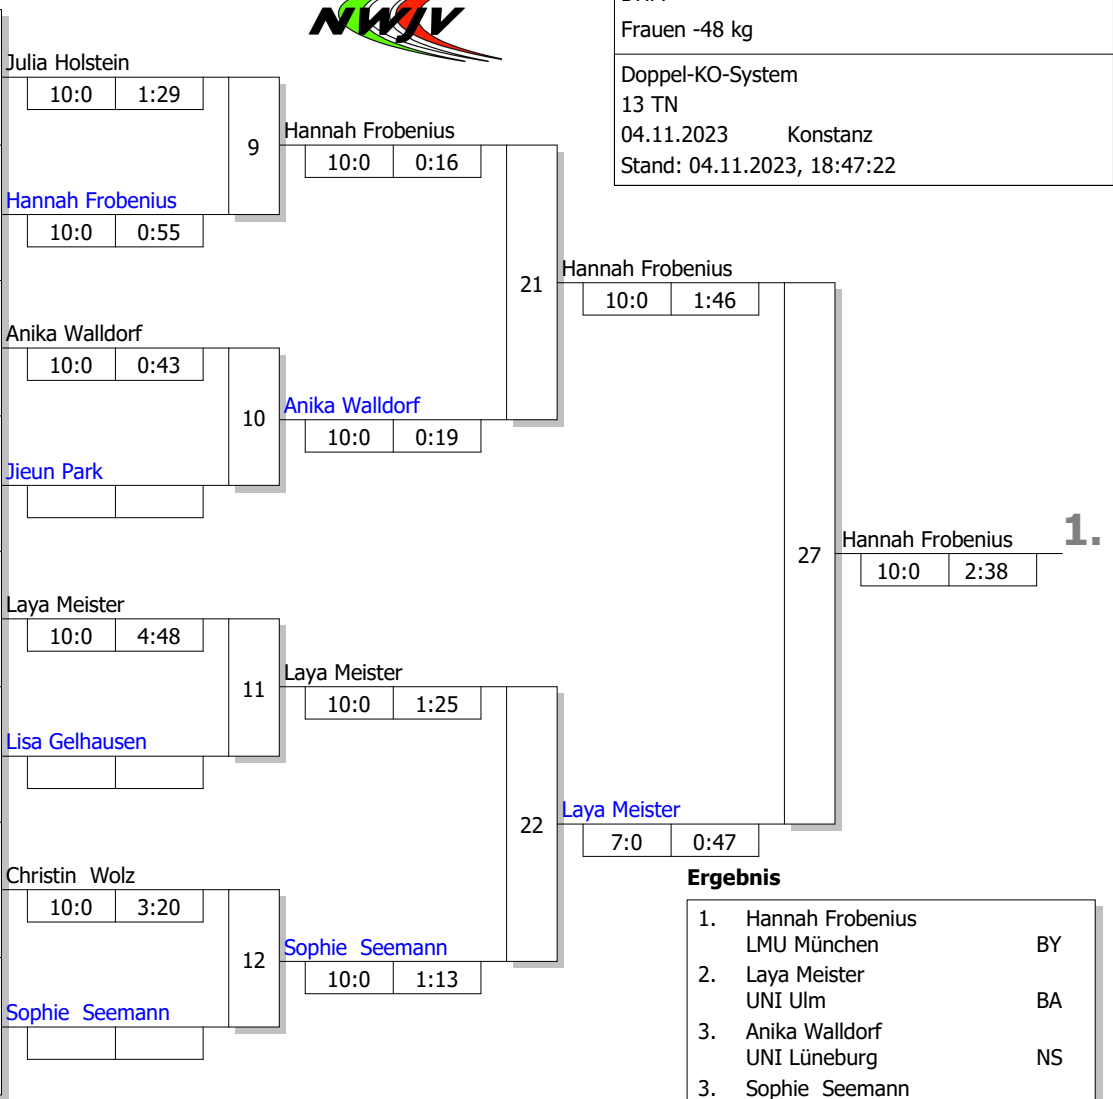 NWJV
Frauen -48 kg
Doppel-KO-System
13 TN
04.11.2023 Konstanz
Stand: 04.11.2023, 18:47:22
Julia Holstein
10:0 1:29
9
Hannah Frobenius
10:0 0:16
Hannah Frobenius
10:0 0:55
21
Hannah Frobenius
10:0 1:46
Anika Walldorf
10:0 0:43
10
Anika Walldorf
10:0 0:19
Jieun Park
27
Hannah Frobenius
10:0 2:38
1.
Laya Meister
10:0 4:48
11
Laya Meister
10:0 1:25
Lisa Gelhausen
22
Laya Meister
7:0 0:47
Christin Wolz
10:0 3:20
12
Sophie Seemann
10:0 1:13
Sophie Seemann
Ergebnis
1. Hannah Frobenius
LMU München BY
2. Laya Meister
UNI Ulm BA
3. Anika Walldorf
UNI Lüneburg NS
3. Sophie Seemann